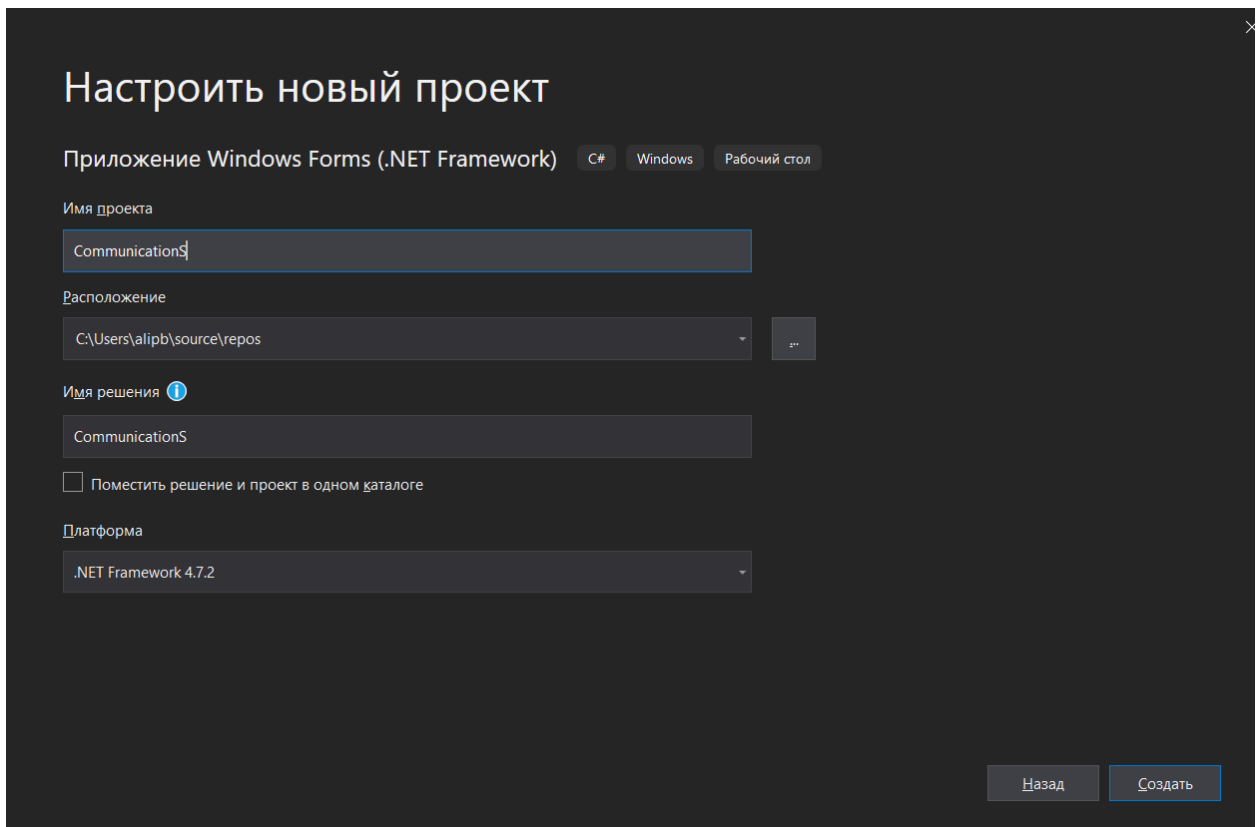 Настроить новый проект
Приложение Windows Forms (.NET Framework) C# Windows Рабочий стол
Имя проекта
CommunicationS
Расположение
C:\Users\alipb\source\repos
...
Имя решения
CommunicationS
Поместить решение и проект в одном каталоге
Платформа
.NET Framework 4.7.2
Назад Создать